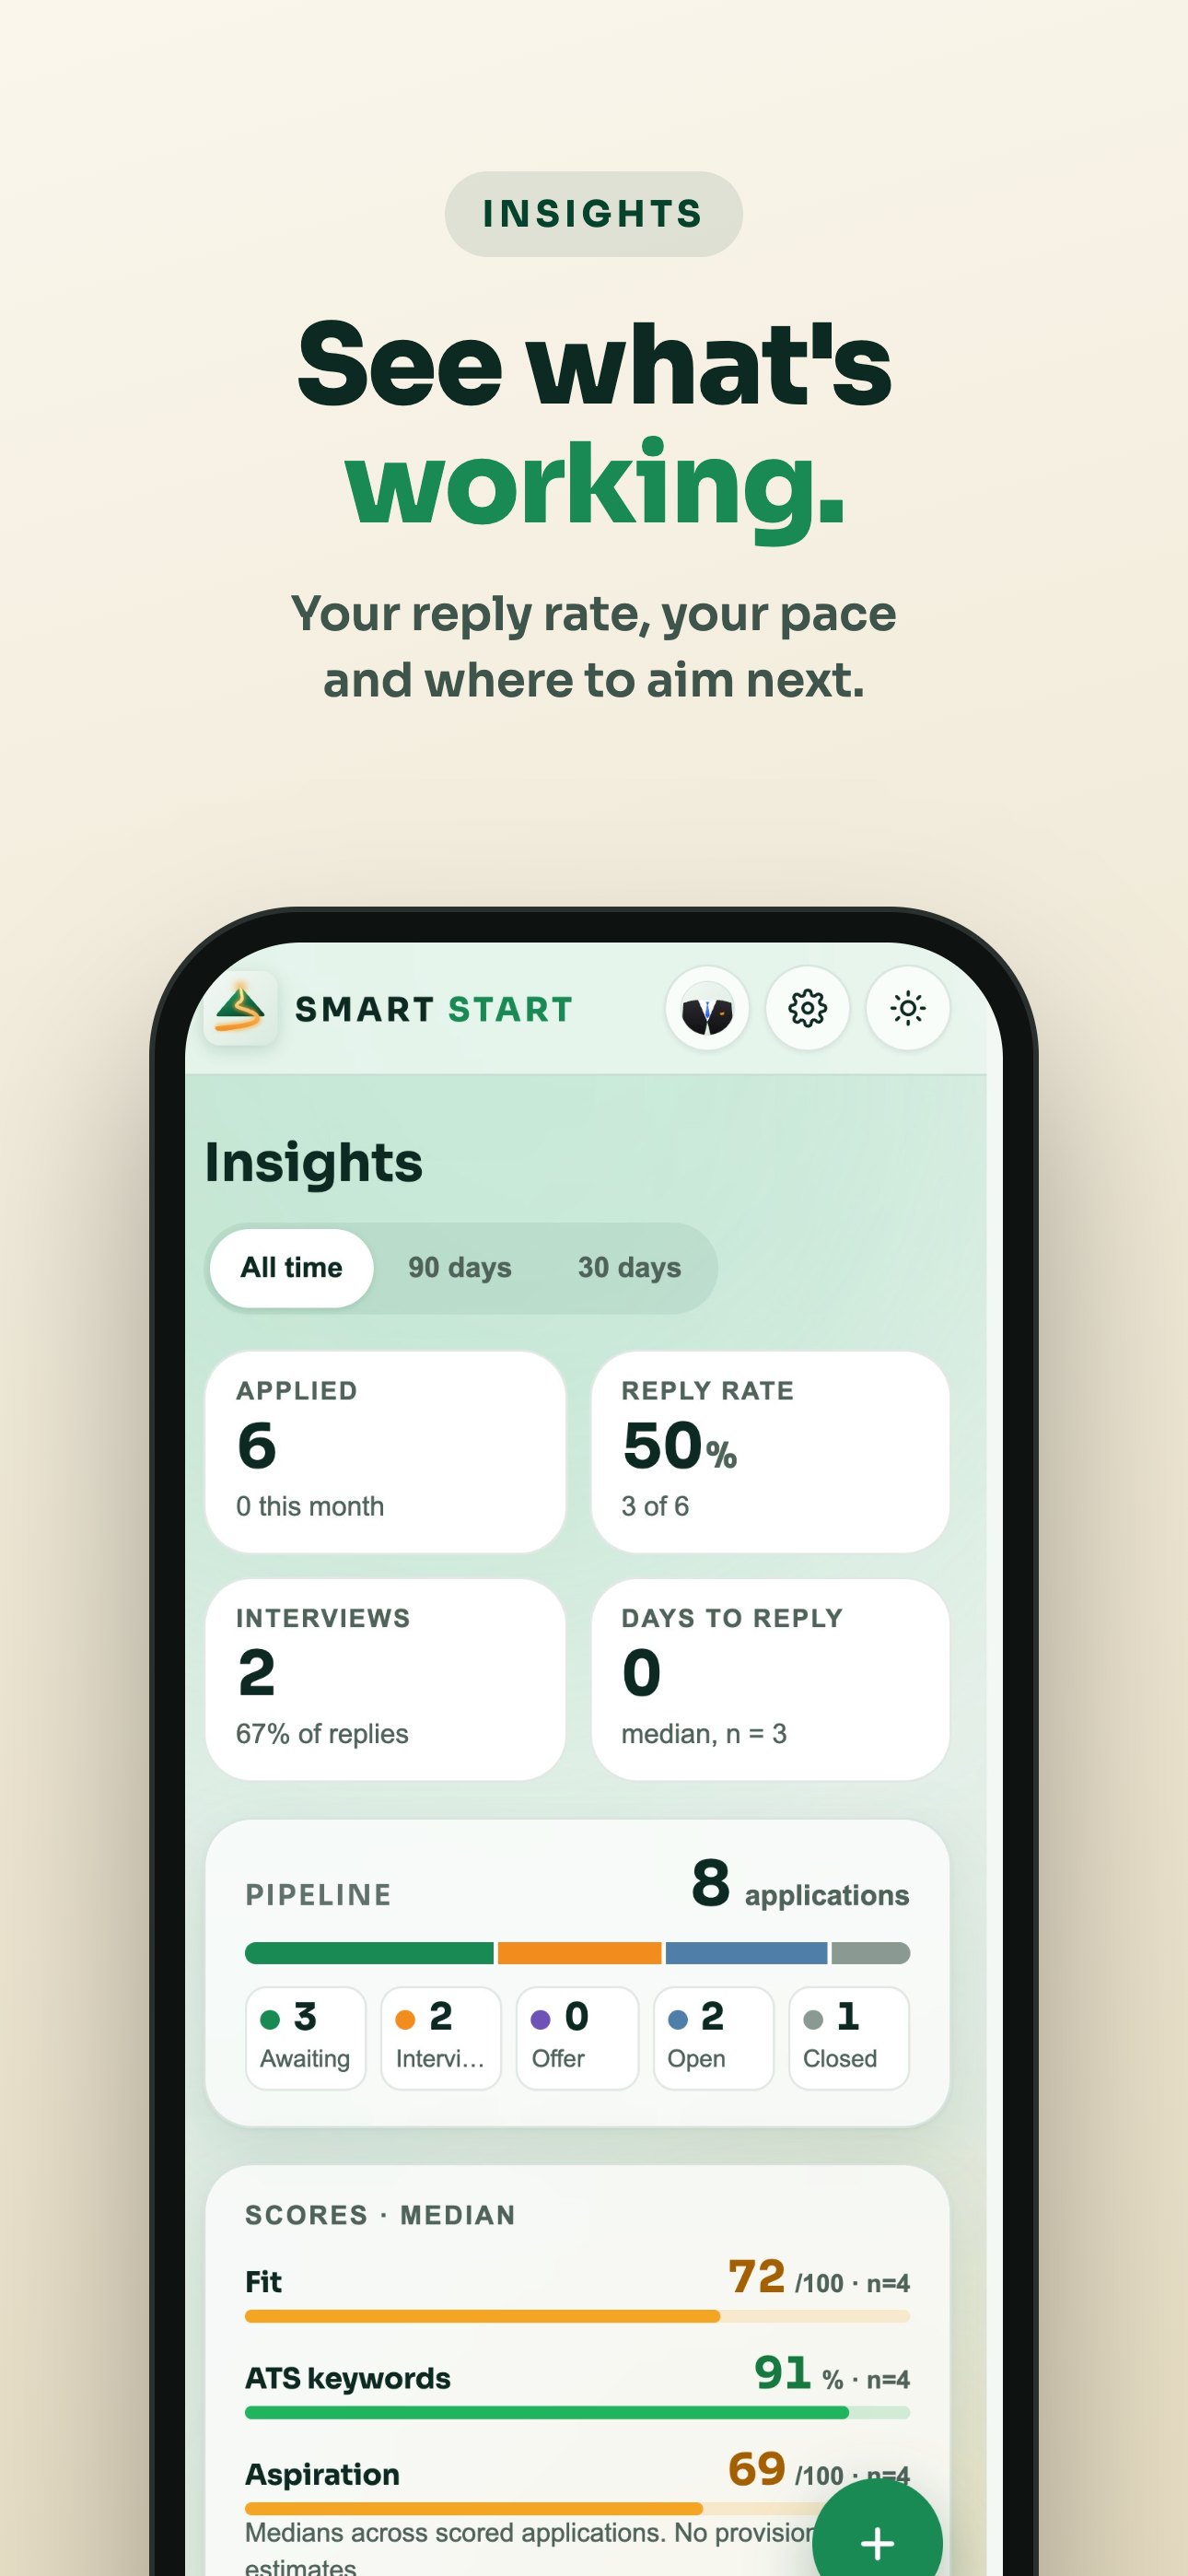 INSIGHTS
See what's
working.
Your reply rate, your pace
and where to aim next.
SMART START
Insights
All time 90 days 30 days
APPLIED
6
0 this month
REPLY RATE
50%
3 of 6
INTERVIEWS
2
67% of replies
DAYS TO REPLY
0
median, n = 3
PIPELINE 8 applications
3 Awaiting
2 Intervi...
0 Offer
2 Open
1 Closed
SCORES · MEDIAN
Fit 72 /100 · n=4
ATS keywords 91 % · n=4
Aspiration 69 /100 · n=4
Medians across scored applications. No provision
estimates